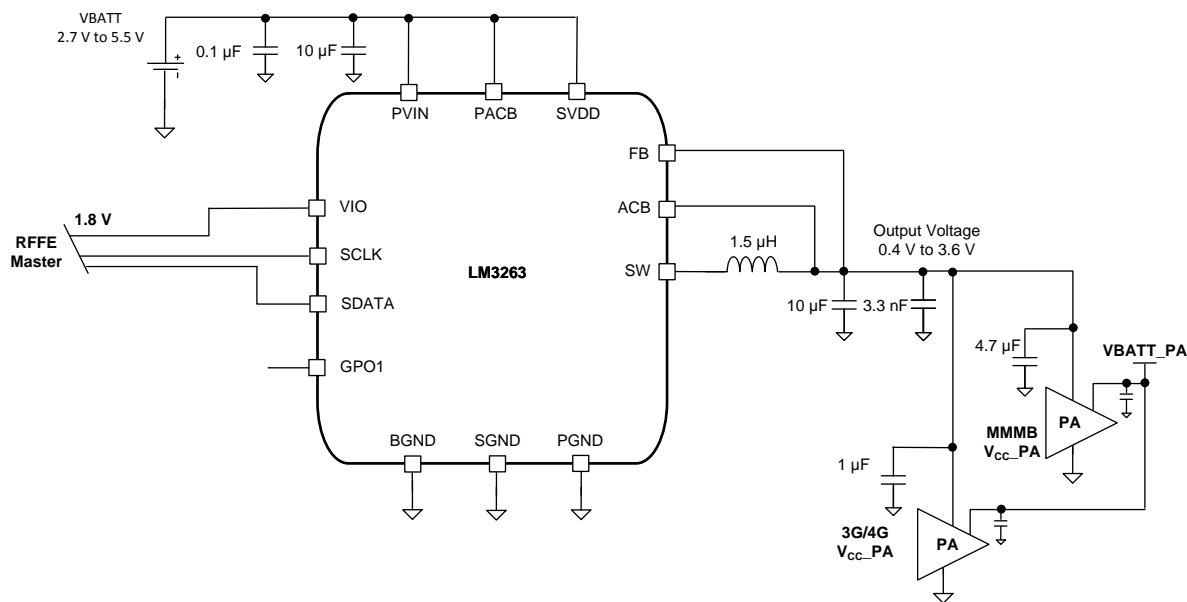 VBATT
2.7 V to 5.5 V
+
0.1 µF
10 µF
PVIN
PACB
SVDD
FB
VIO
ACB
1.8 V
RFFE
Master
SCLK
LM3263
SW
1.5 µH
Output Voltage
0.4 V to 3.6 V
SDATA
10 µF
3.3 nF
GPO1
4.7 µF
VBATT_PA
PA
MMMB
VCC_PA
BGND
SGND
PGND
1 µF
3G/4G
VCC_PA
PA